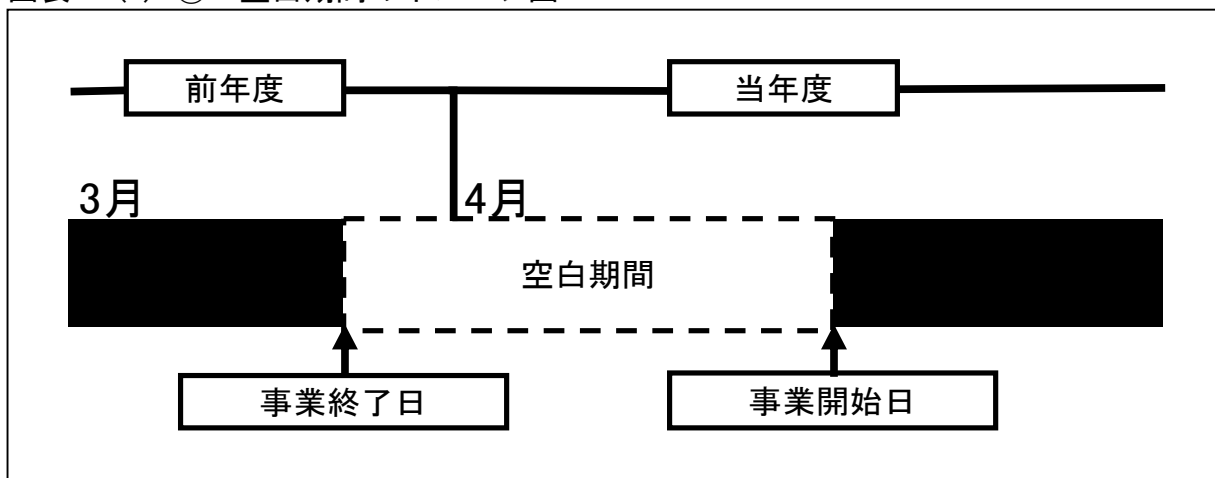 前年度
当年度
3月
4月
空白期間
事業終了日
事業開始日